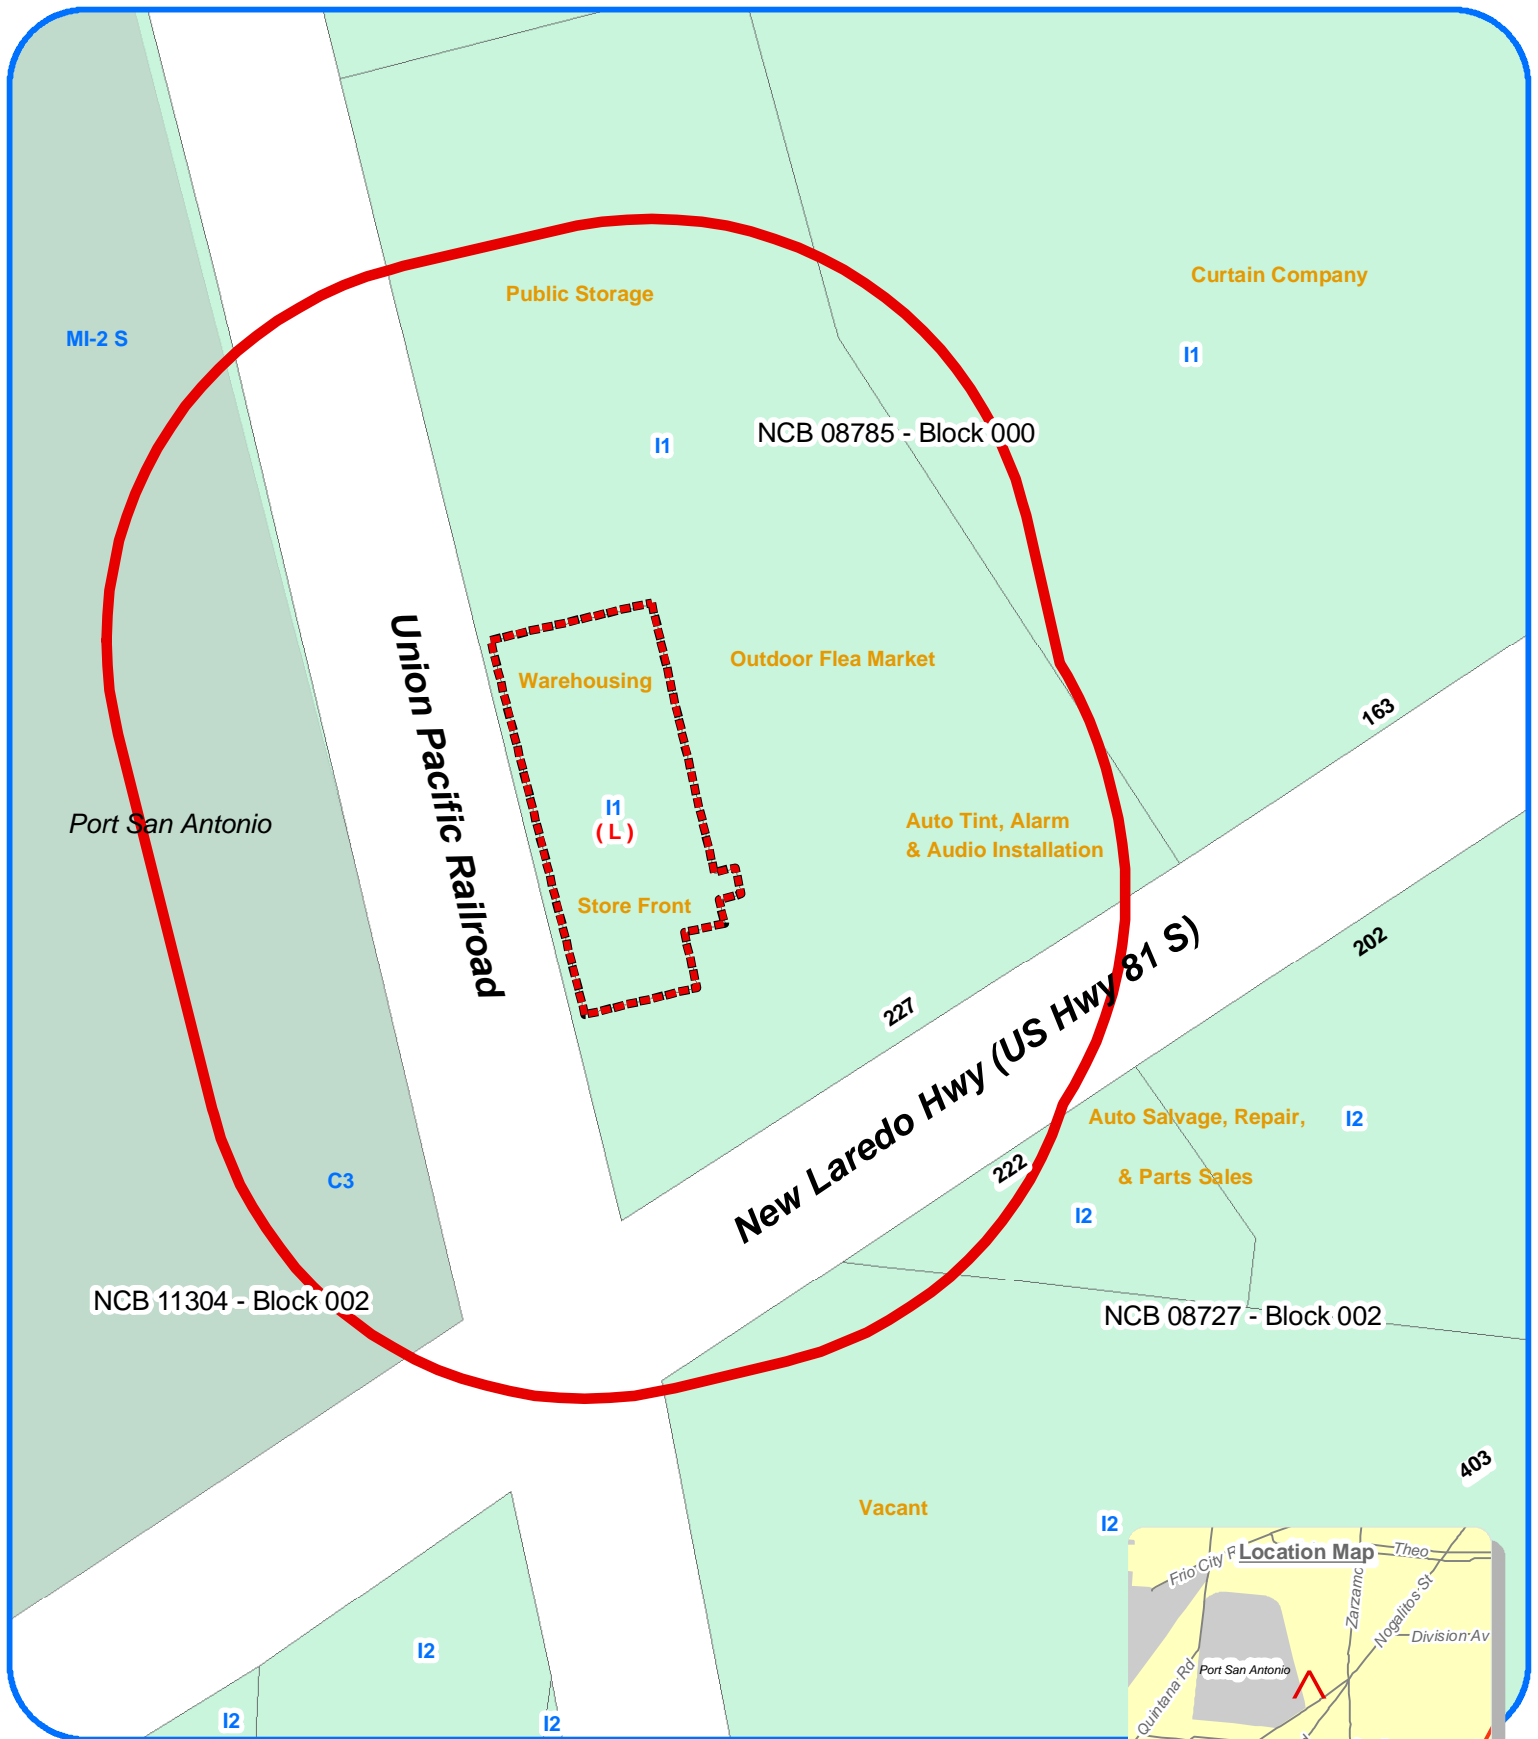 Curtain Company
Public Storage
MI-2 S
I1
NCB 08785 - Block 000
I1
Union Pacific Railroad
Outdoor Flea Market
Warehousing
163
I1
( L )
Port San Antonio
Auto Tint, Alarm
& Audio Installation
Store Front
202
227
New Laredo Hwy (US Hwy 81 S)
Auto Salvage, Repair,
I2
& Parts Sales
222
C3
I2
NCB 11304 - Block 002
NCB 08727 - Block 002
403
Vacant
I2
Location Map
Theo
Frio City
Zarzamo
Nogalitos St
Division Av
Port San Antonio
Quintana Rd
I2
I2
I2